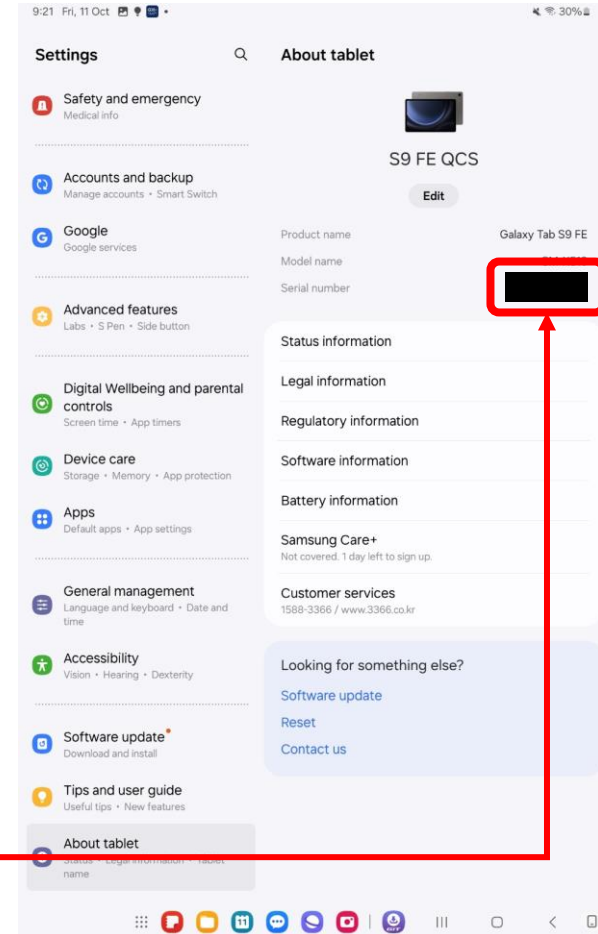 9:21 Fri, 11 Oct
30%
Settings
Safety and emergency
Medical info
Accounts and backup
Manage accounts • Smart Switch
Google
Google services
Advanced features
Labs • S Pen • Side button
Digital Wellbeing and parental
controls
Screen time • App timers
Device care
Storage • Memory • App protection
Apps
Default apps • App settings
General management
Language and keyboard • Date and
time
Accessibility
Vision • Hearing • Dexterity
Software update
Download and install
Tips and user guide
Useful tips • New features
About tablet
Status • Legal information • Tablet
name
About tablet
S9 FE QCS
Edit
Product name
Galaxy Tab S9 FE
Model name
Serial number
Status information
Legal information
Regulatory information
Software information
Battery information
Samsung Care+
Not covered. 1 day left to sign up.
Customer services
1588-3366 / www.3366.co.kr
Looking for something else?
Software update
Reset
Contact us
11